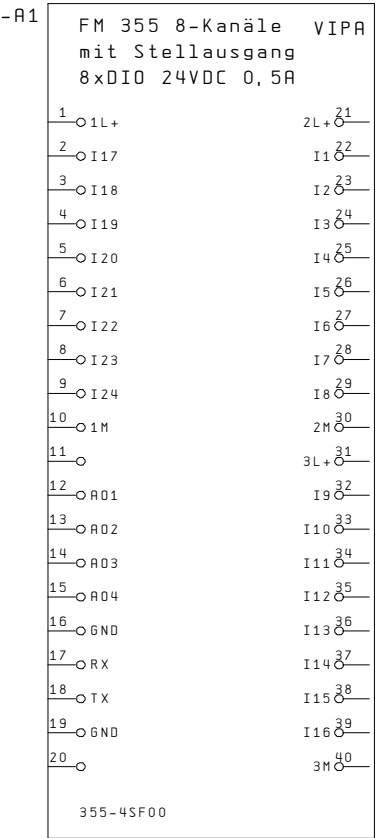 -A1
FM 355 8-Kanäle VIPA
mit Stellausgang
8xDIO 24VDC 0,5A
1 1L+ 2L+ 21
2 I17 I1 22
3 I18 I2 23
4 I19 I3 24
5 I20 I4 25
6 I21 I5 26
7 I22 I6 27
8 I23 I7 28
9 I24 I8 29
10 1M 2M 30
11 3L+ 31
12 AO1 I9 32
13 AO2 I10 33
14 AO3 I11 34
15 AO4 I12 35
16 GND I13 36
17 RX I14 37
18 TX I15 38
19 GND I16 39
20 3M 40
355-4SF00